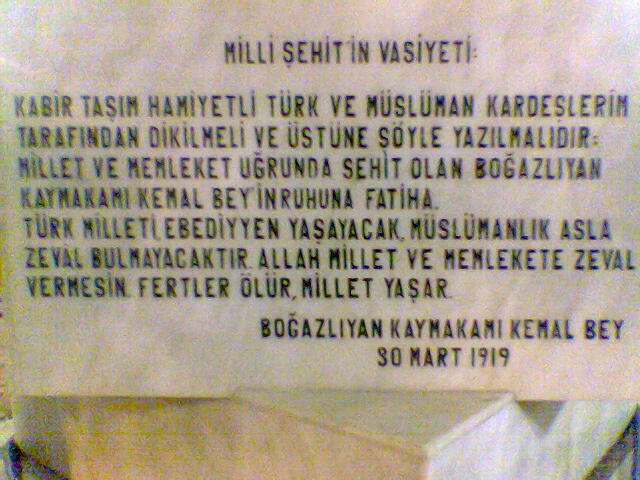 MİLLİ ŞEHİT'İN VASİYETİ:
KABİR TAŞIM HAMİYETLİ TÜRK VE MÜSLÜMAN KARDEŞLERİM
TARAFINDAN DİKİLMELİ VE ÜSTÜNE ŞÖYLE YAZILMALIDIR:
MİLLET VE MEMLEKET UĞRUNDA ŞEHİT OLAN BOĞAZLIYAN
KAYMAKAMI KEMAL BEY'İN RUHUNA FATİHA.
TÜRK MİLLETİ, EBEDİYYEN YAŞAYACAK, MÜSLÜMANLIK ASLA
ZEVAL BULMAYACAKTIR. ALLAH MİLLET VE MEMLEKETE ZEVAL
VERMESİN. FERTLER ÖLÜR, MİLLET YAŞAR.
BOĞAZLIYAN KAYMAKAMI KEMAL BEY
30 MART 1919